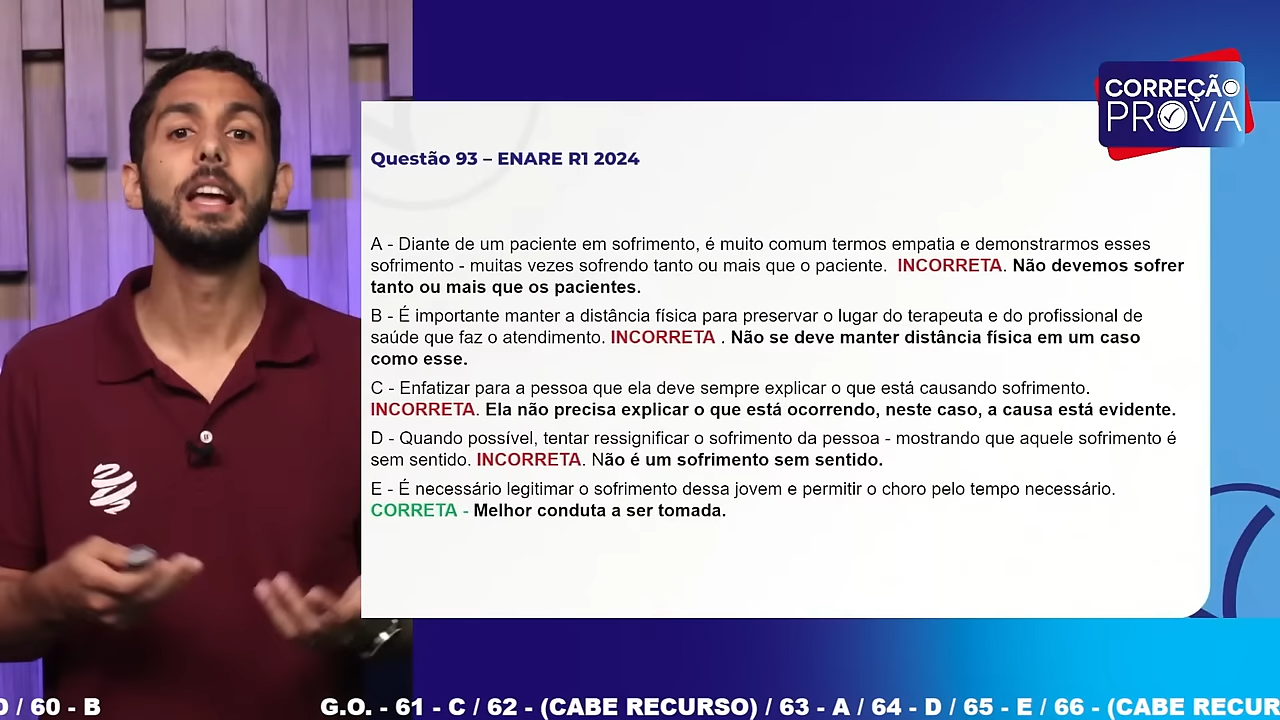 CORREÇÃO
PROVA
Questão 93 – ENARE R1 2024
A - Diante de um paciente em sofrimento, é muito comum termos empatia e demonstrarmos esses
sofrimento - muitas vezes sofrendo tanto ou mais que o paciente. INCORRETA. Não devemos sofrer
tanto ou mais que os pacientes.
B - É importante manter a distância física para preservar o lugar do terapeuta e do profissional de
saúde que faz o atendimento. INCORRETA . Não se deve manter distância física em um caso
como esse.
C - Enfatizar para a pessoa que ela deve sempre explicar o que está causando sofrimento.
INCORRETA. Ela não precisa explicar o que está ocorrendo, neste caso, a causa está evidente.
D - Quando possível, tentar ressignificar o sofrimento da pessoa - mostrando que aquele sofrimento é
sem sentido. INCORRETA. Não é um sofrimento sem sentido.
E - É necessário legitimar o sofrimento dessa jovem e permitir o choro pelo tempo necessário.
CORRETA - Melhor conduta a ser tomada.
/ 60 - B G.O. - 61 - C / 62 - (CABE RECURSO) / 63 - A / 64 - D / 65 - E / 66 - (CABE RECUR